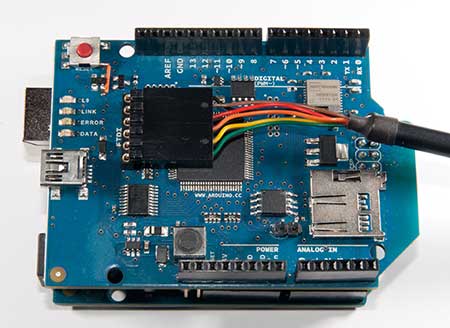 AREF
GND
13
12
~11
~10
~9
8
7
~6
~5
4
~3
2
TX 1
RX 0
DIGITAL
(PWM~)
L9
LINK
ERROR
DATA
FTDI
WWW.ARDUINO.CC
POWER
ANALOG IN